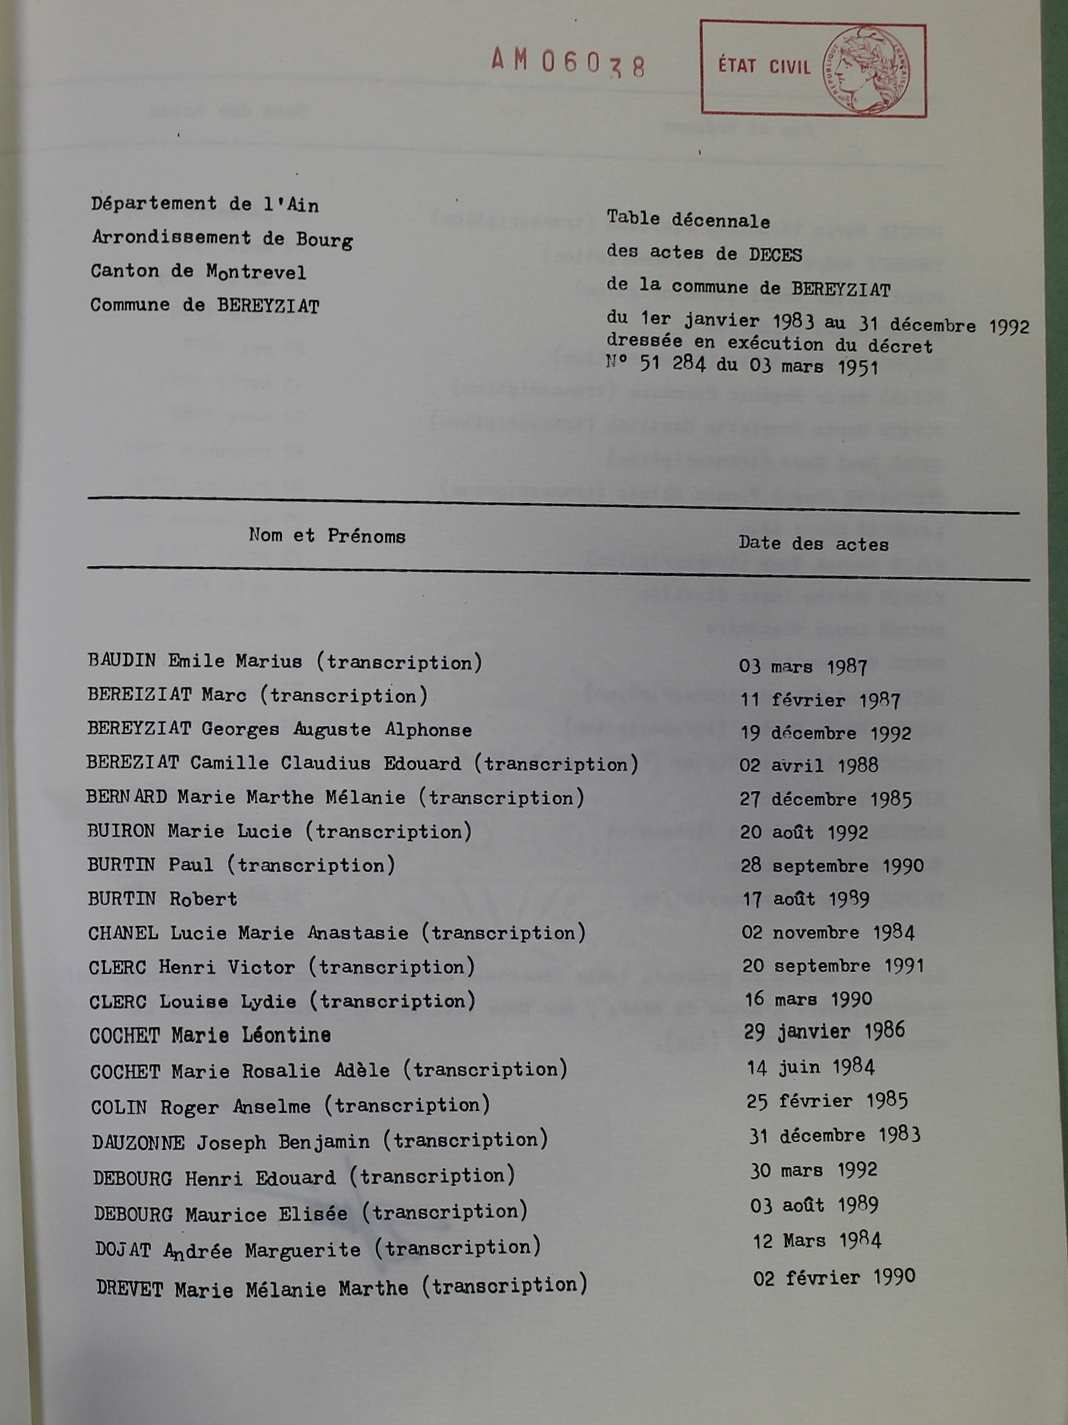 AM06038
ÉTAT CIVIL
RÉPUBLIQUE FRANÇAISE
Département de l'Ain
Arrondissement de Bourg
Canton de Montrevel
Commune de BEREYZIAT
Table décennale
des actes de DECES
de la commune de BEREYZIAT
du 1er janvier 1983 au 31 décembre 1992
dressée en exécution du décret
N° 51 284 du 03 mars 1951
Nom et Prénoms Date des actes
BAUDIN Emile Marius (transcription) 03 mars 1987
BEREIZIAT Marc (transcription) 11 février 1987
BEREYZIAT Georges Auguste Alphonse 19 décembre 1992
BEREZIAT Camille Claudius Edouard (transcription) 02 avril 1988
BERNARD Marie Marthe Mélanie (transcription) 27 décembre 1985
BUIRON Marie Lucie (transcription) 20 août 1992
BURTIN Paul (transcription) 28 septembre 1990
BURTIN Robert 17 août 1989
CHANEL Lucie Marie Anastasie (transcription) 02 novembre 1984
CLERC Henri Victor (transcription) 20 septembre 1991
CLERC Louise Lydie (transcription) 16 mars 1990
COCHET Marie Léontine 29 janvier 1986
COCHET Marie Rosalie Adèle (transcription) 14 juin 1984
COLIN Roger Anselme (transcription) 25 février 1985
DAUZONNE Joseph Benjamin (transcription) 31 décembre 1983
DEBOURG Henri Edouard (transcription) 30 mars 1992
DEBOURG Maurice Elisée (transcription) 03 août 1989
DOJAT Andrée Marguerite (transcription) 12 Mars 1984
DREVET Marie Mélanie Marthe (transcription) 02 février 1990